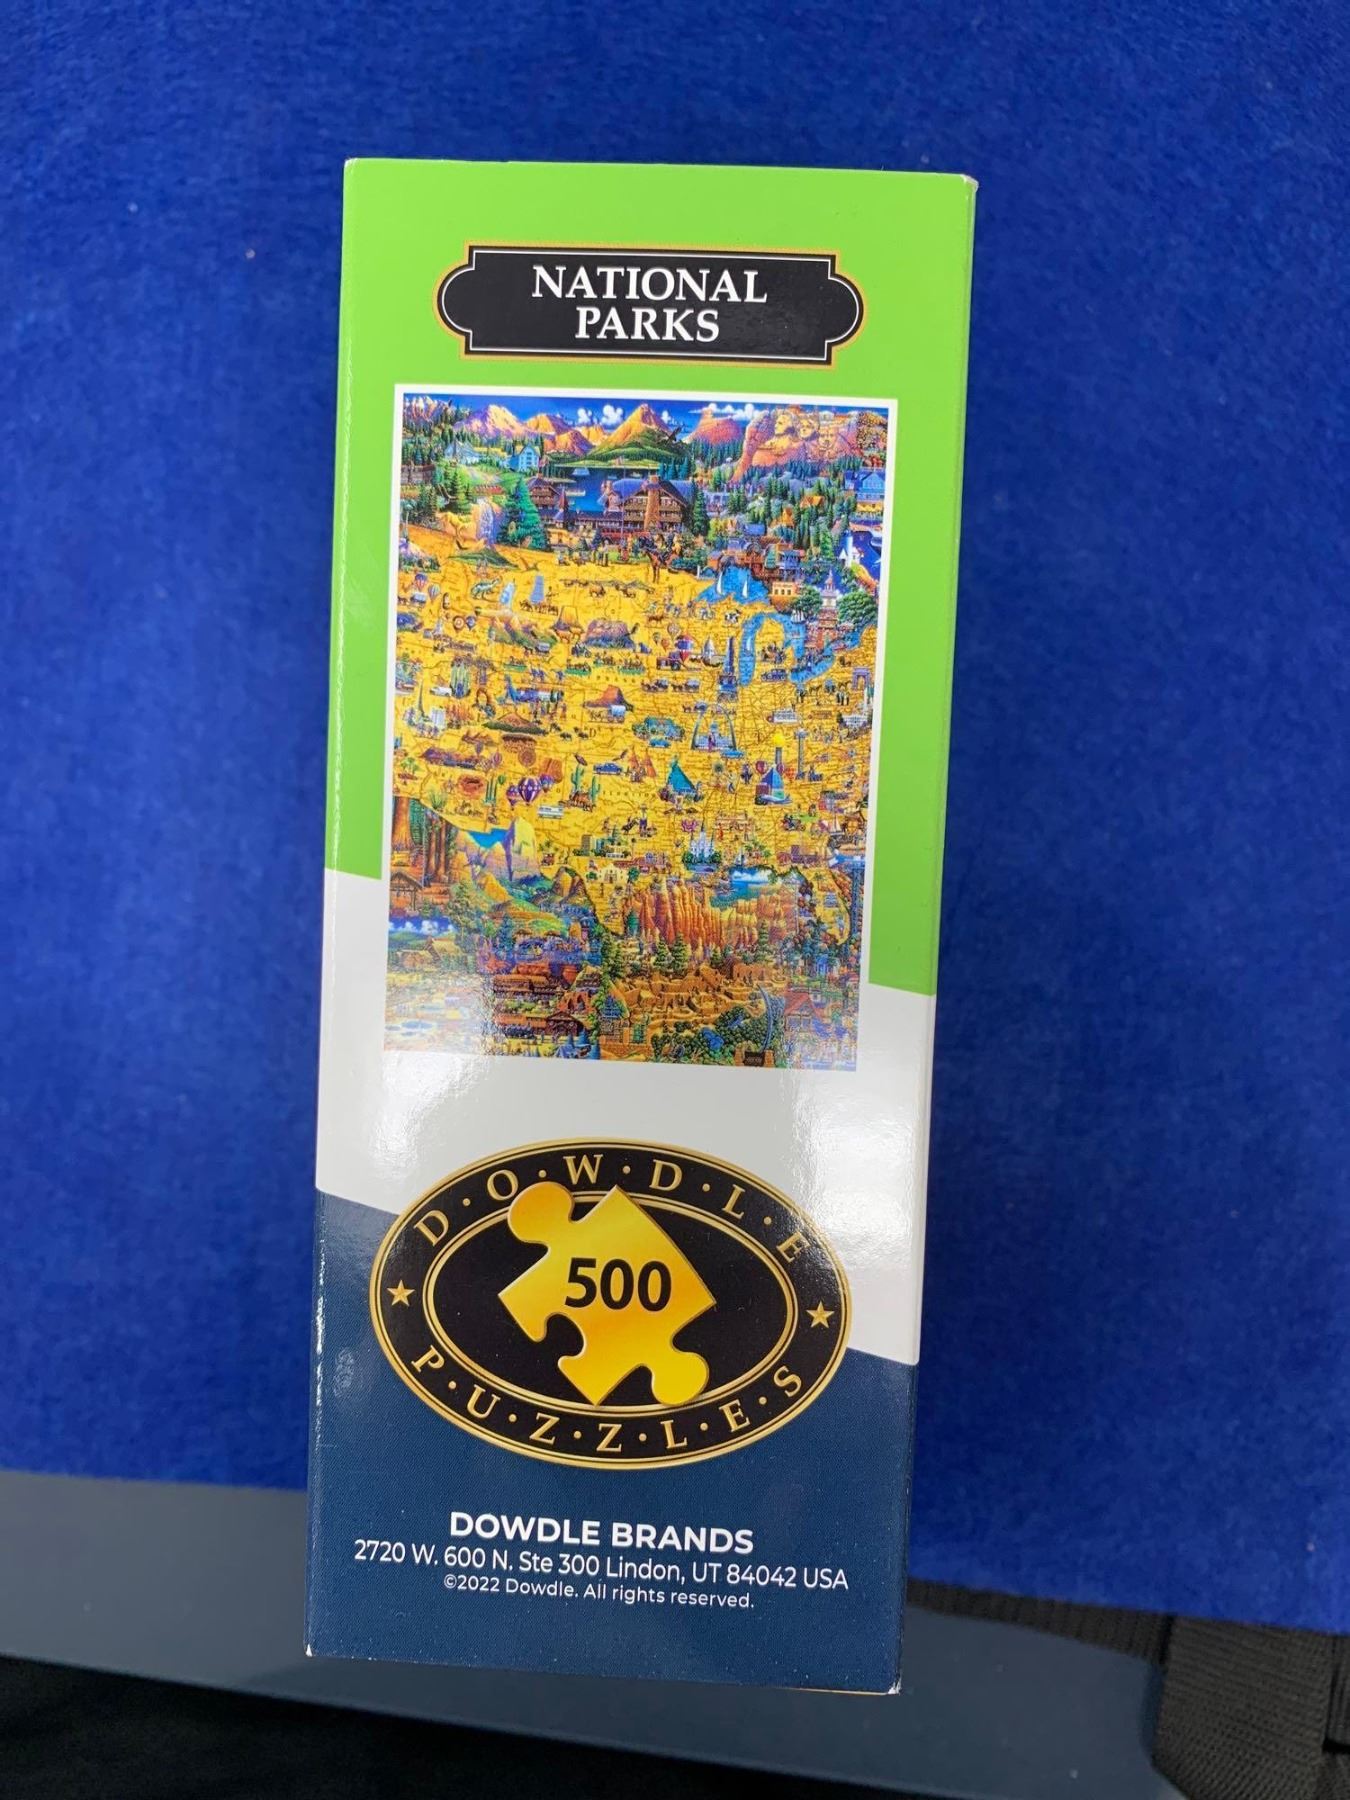 NATIONAL
PARKS
D·O·W·D·L·E
500
P·U·Z·Z·L·E·S
DOWDLE BRANDS
2720 W. 600 N. Ste 300 Lindon, UT 84042 USA
©2022 Dowdle. All rights reserved.